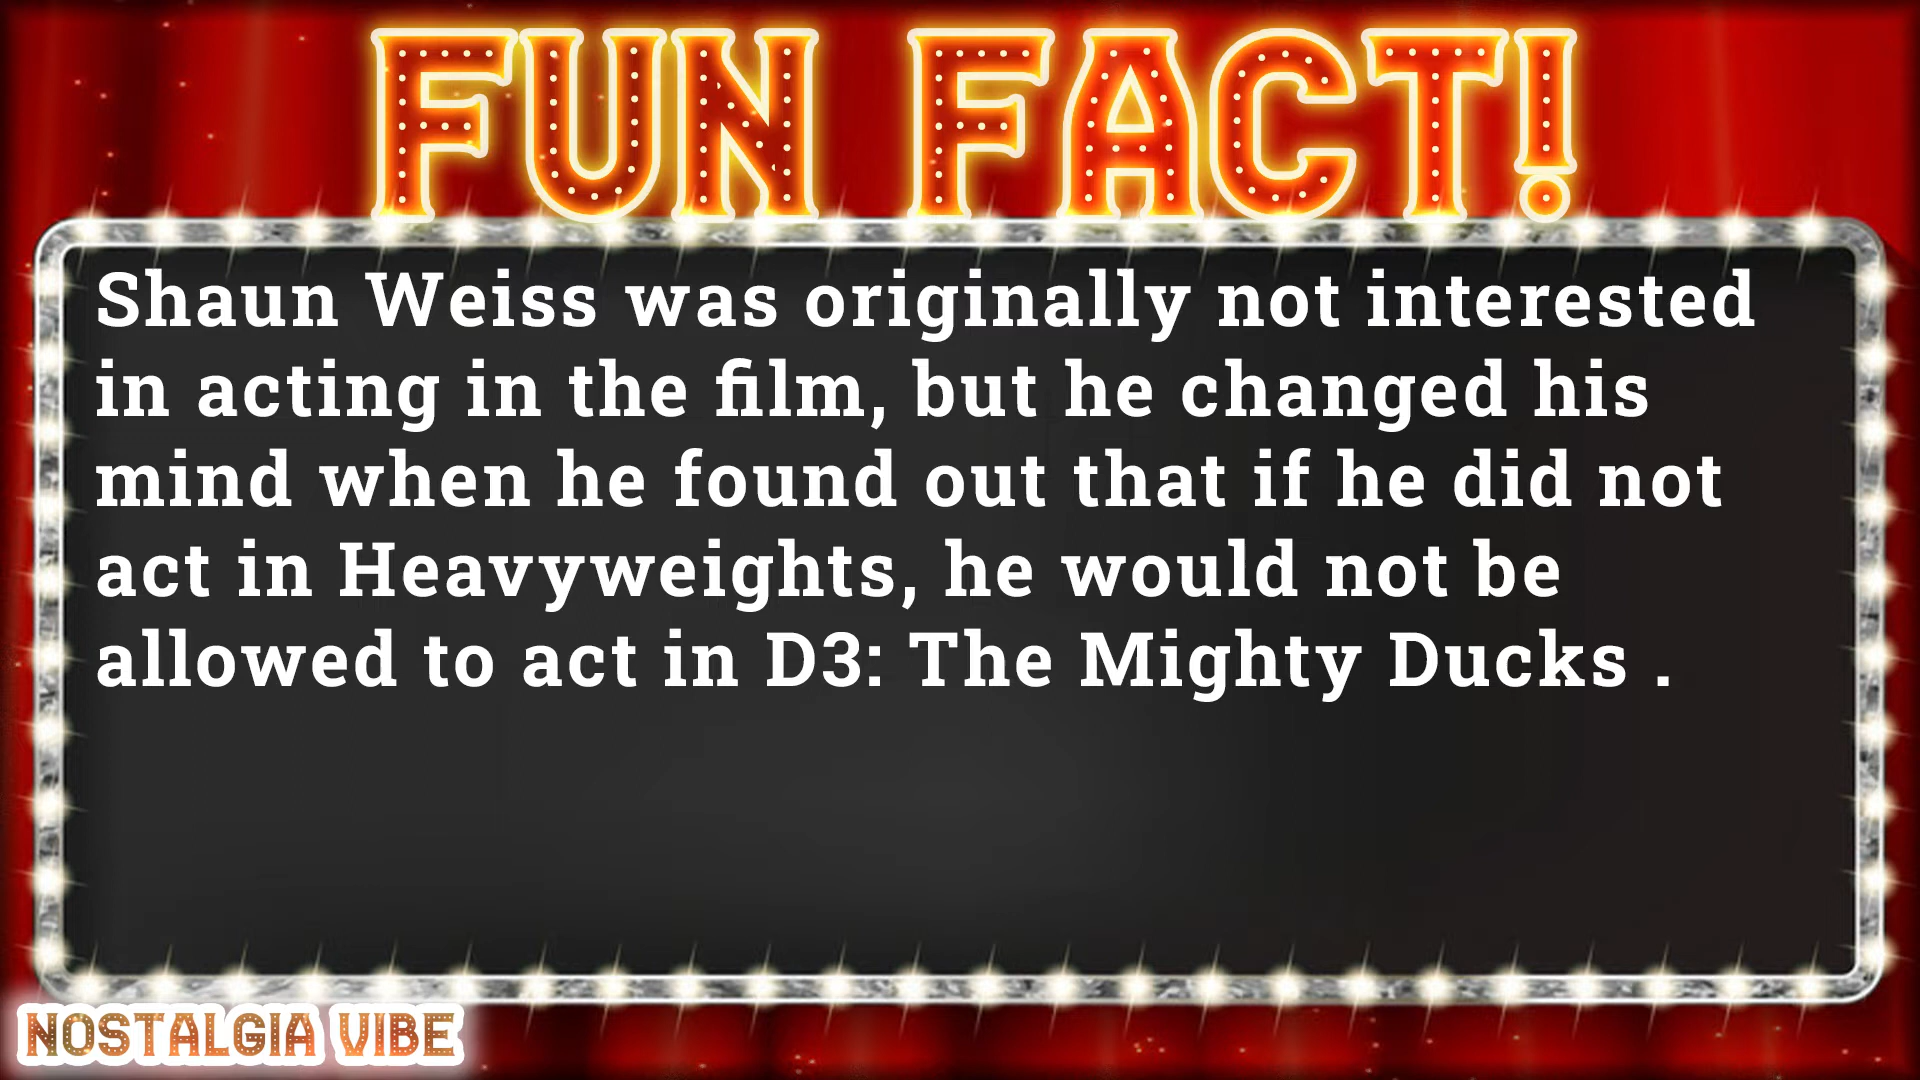 FUN FACT!
Shaun Weiss was originally not interested
in acting in the film, but he changed his
mind when he found out that if he did not
act in Heavyweights, he would not be
allowed to act in D3: The Mighty Ducks .
NOSTALGIA VIBE